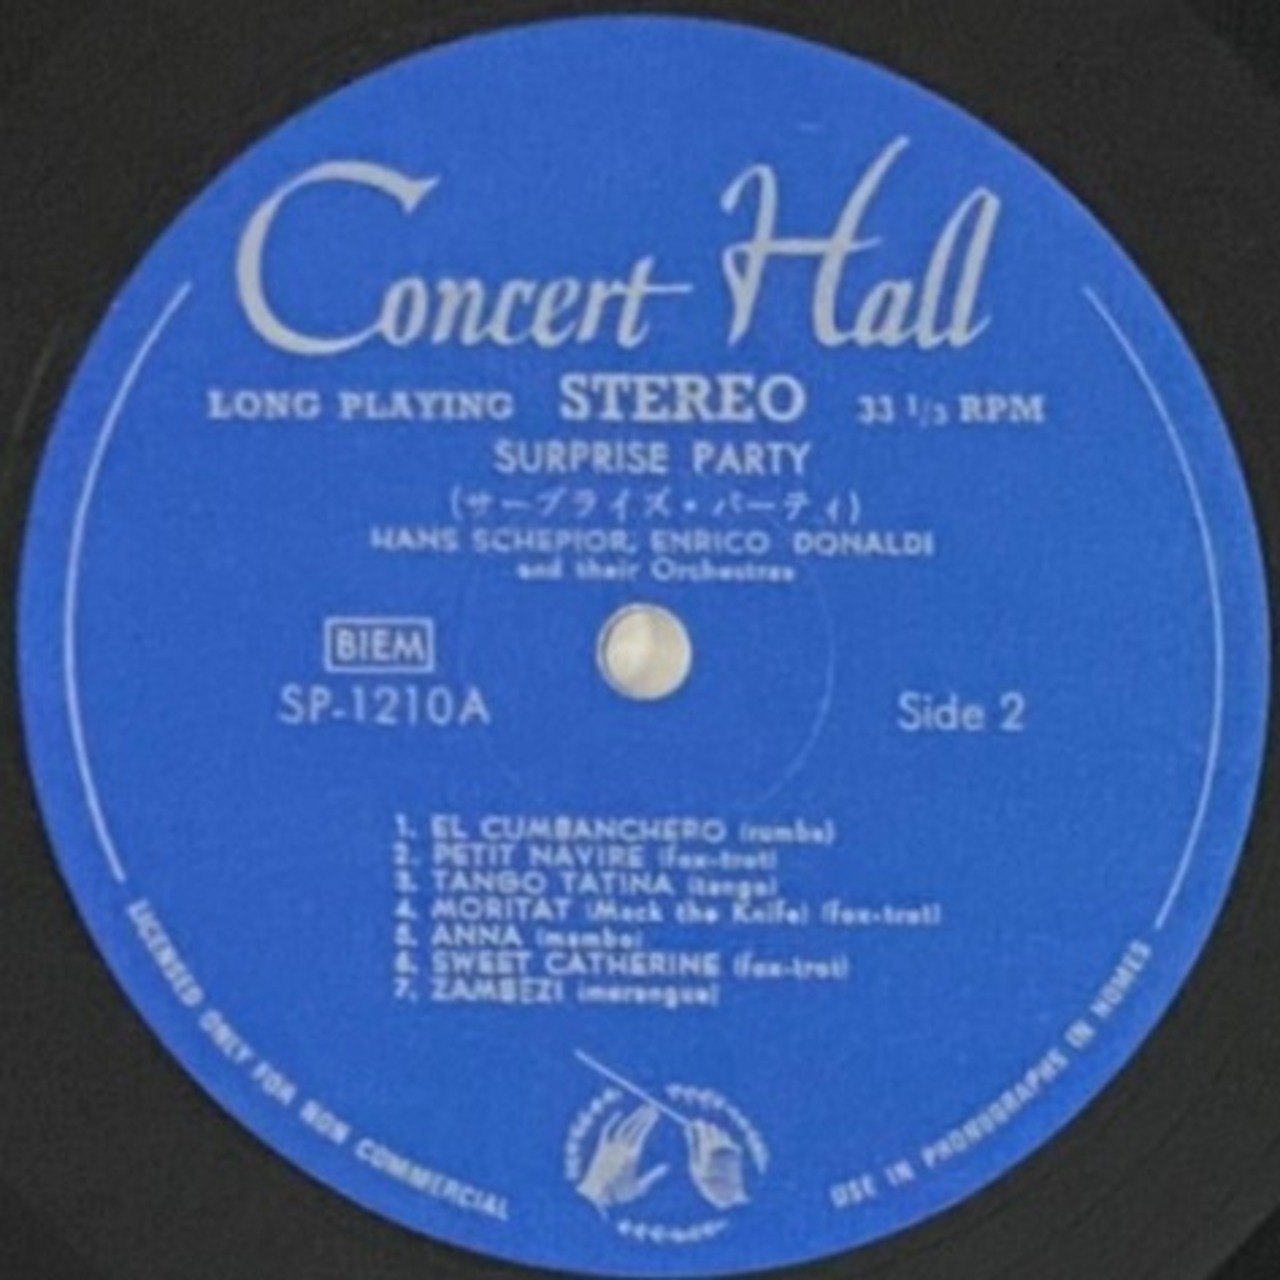 Concert Hall
LONG PLAYING STEREO 33 1/3 RPM
SURPRISE PARTY
(サープライズ・パーティ)
HANS SCHEPIOR, ENRICO DONALDI
and their Orchestras
BIEM
SP-1210A
Side 2
1. EL CUMBANCHERO (rumba)
2. PETIT NAVIRE (fox-trot)
3. TANGO TATINA (tango)
4. MORITAT (Mack the Knife) (fox-trot)
5. ANNA (mambo)
6. SWEET CATHERINE (fox-trot)
7. ZAMBEZI (merengue)
LICENSED ONLY FOR NON COMMERCIAL
USE IN PHONOGRAPHS IN HOMES